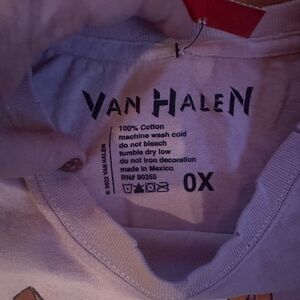 VAN HALEN
100% Cotton
machine wash cold
do not bleach
tumble dry low
do not iron decoration
made in Mexico
RN# 90355
0X
© 2022 VAN HALEN